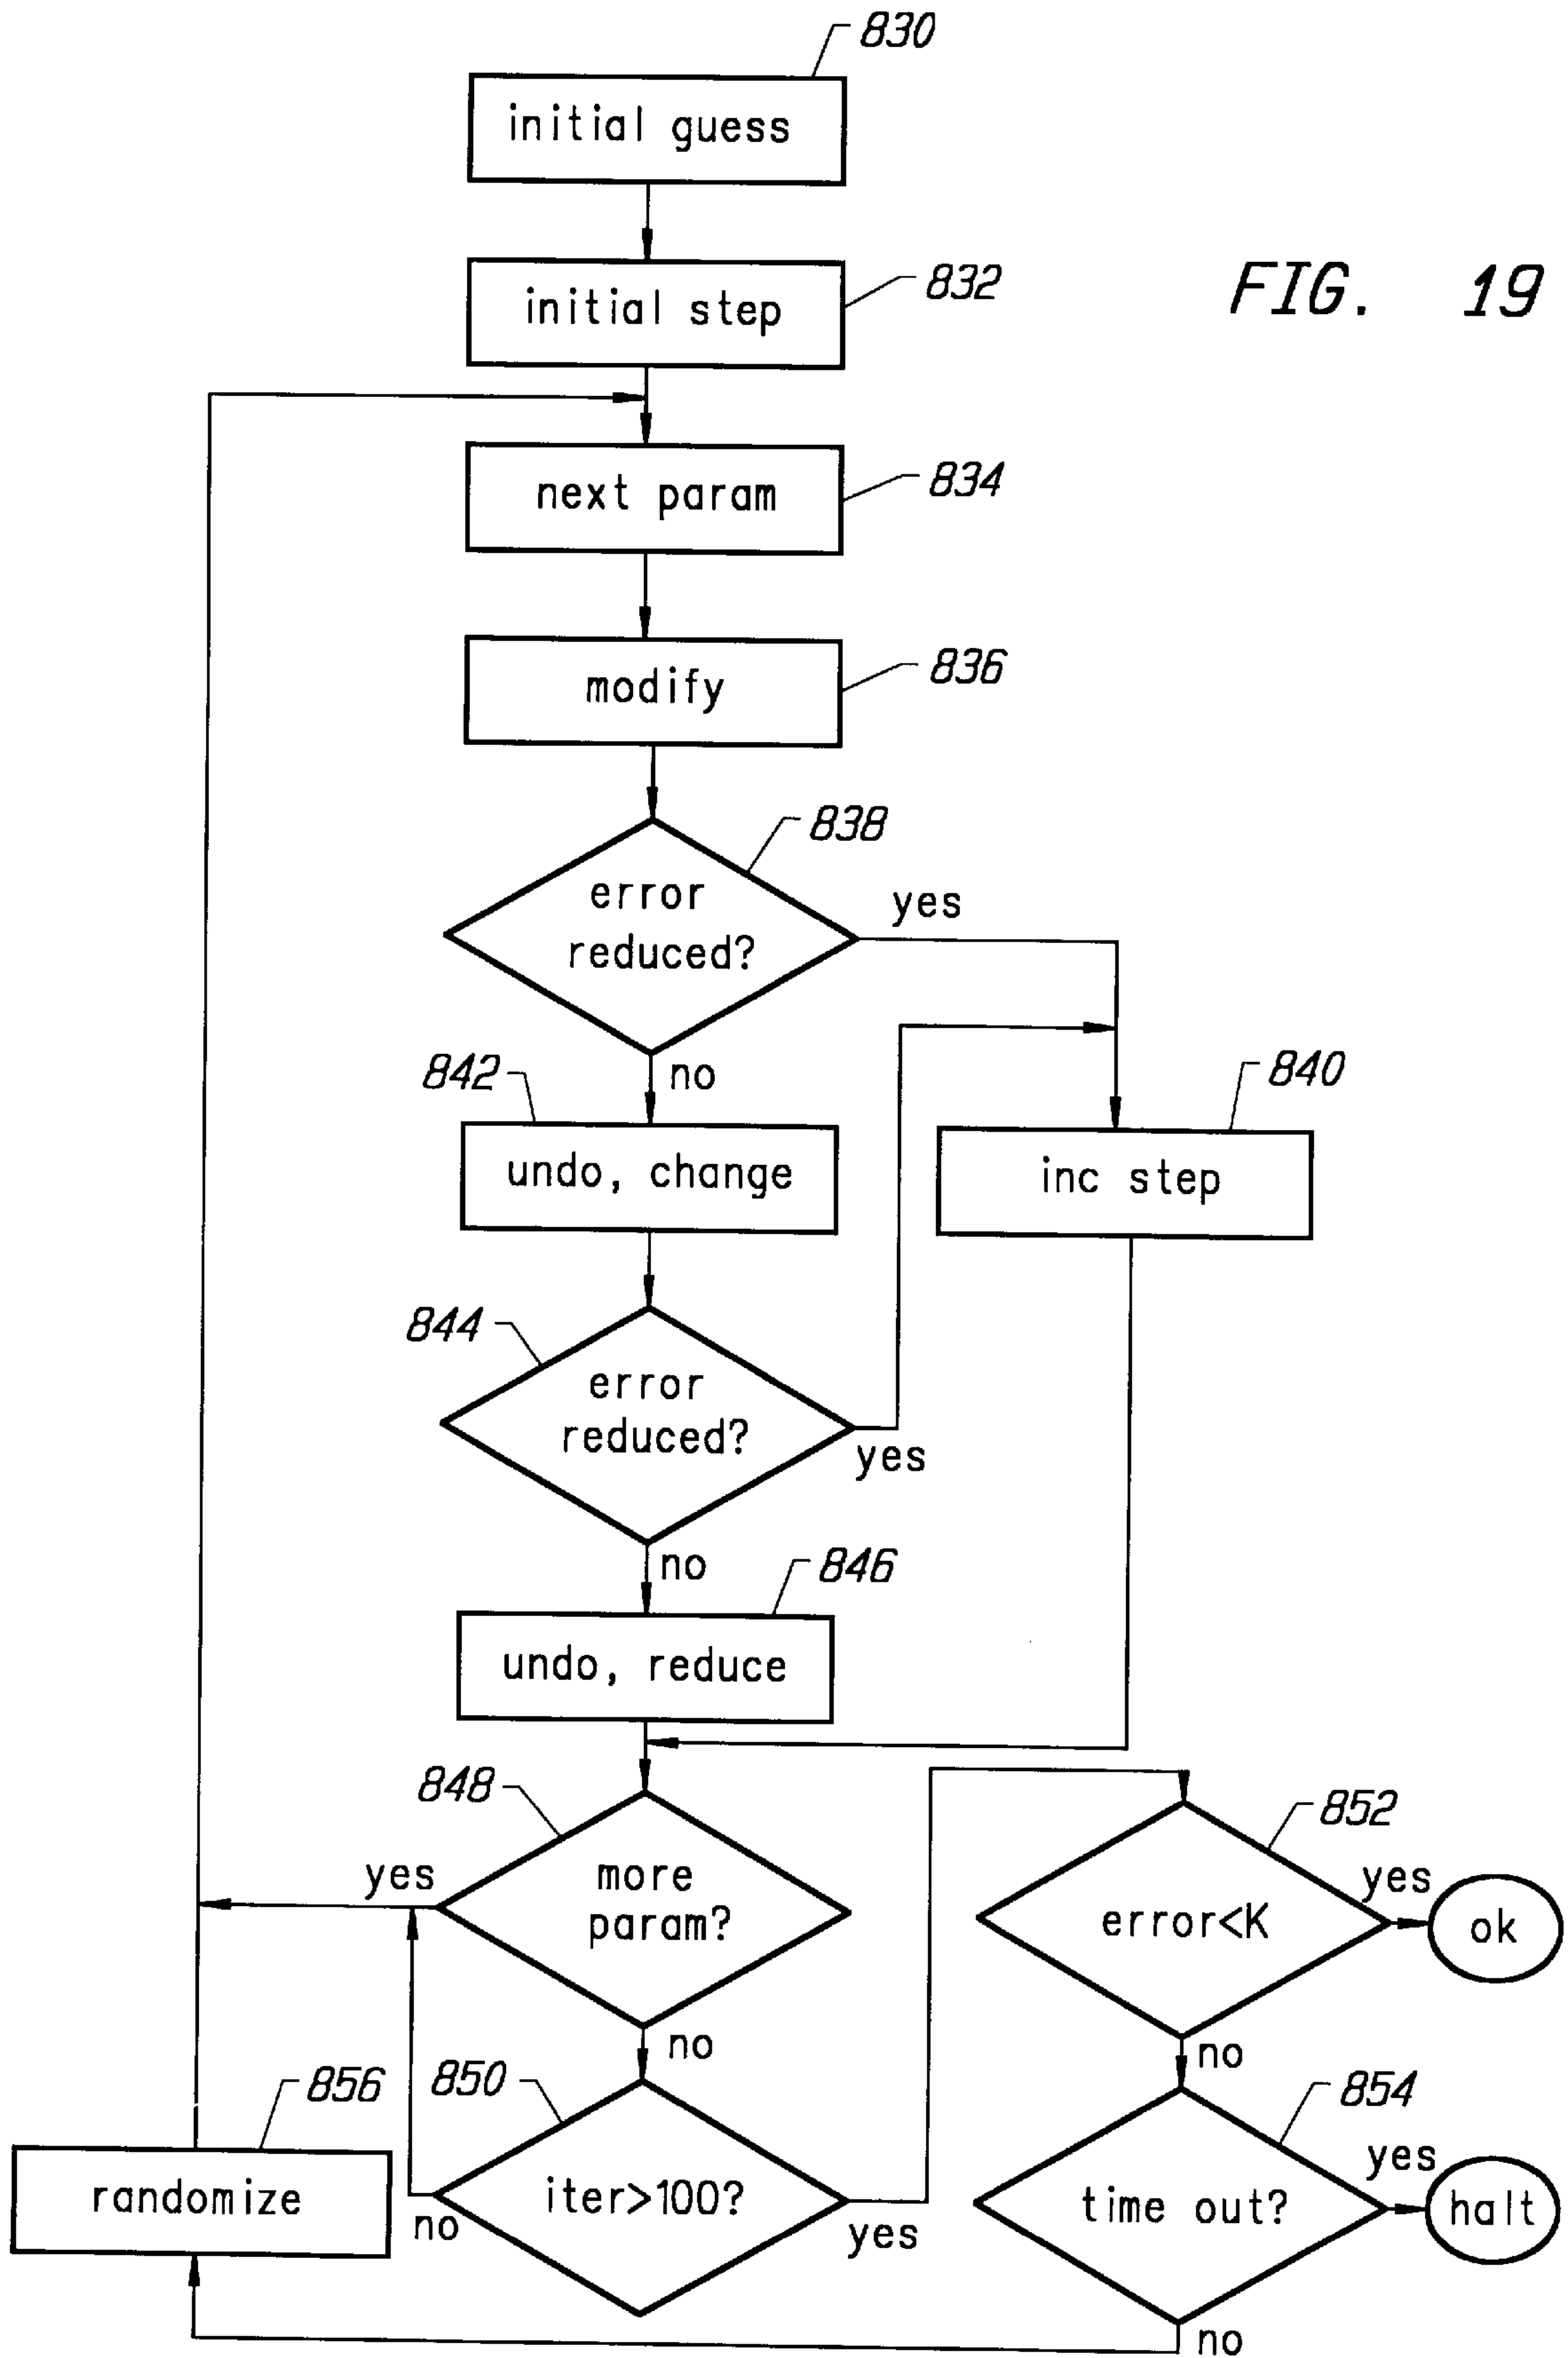 830
initial guess
832
initial step
FIG. 19
834
next param
836
modify
838
error
reduced?
yes
no
842
undo, change
840
inc step
844
error
reduced?
yes
no
846
undo, reduce
848
more
param?
yes
no
852
error<K
yes
ok
no
856
randomize
850
iter>100?
no
yes
854
time out?
yes
halt
no